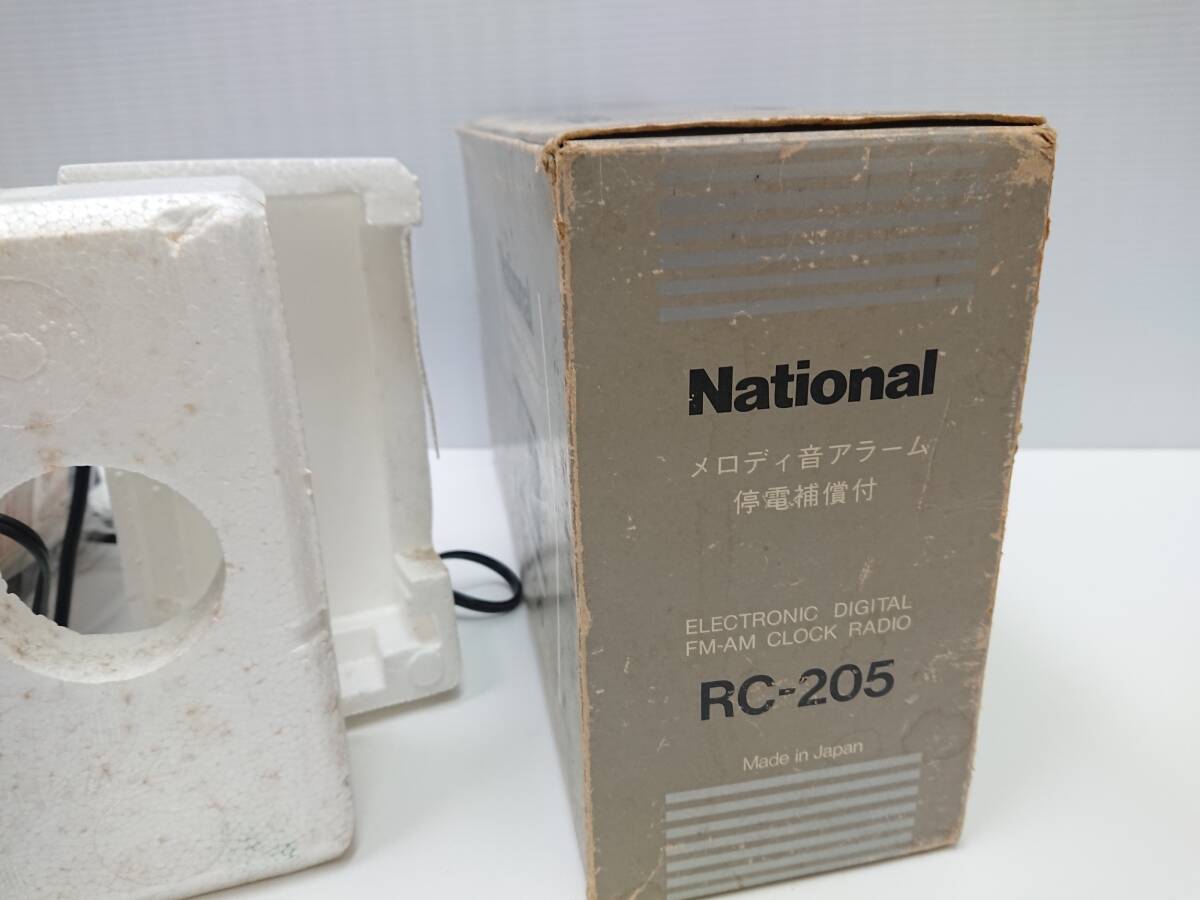 National
メロディ音アラーム
停電補償付
ELECTRONIC DIGITAL
FM-AM CLOCK RADIO
RC-205
Made in Japan